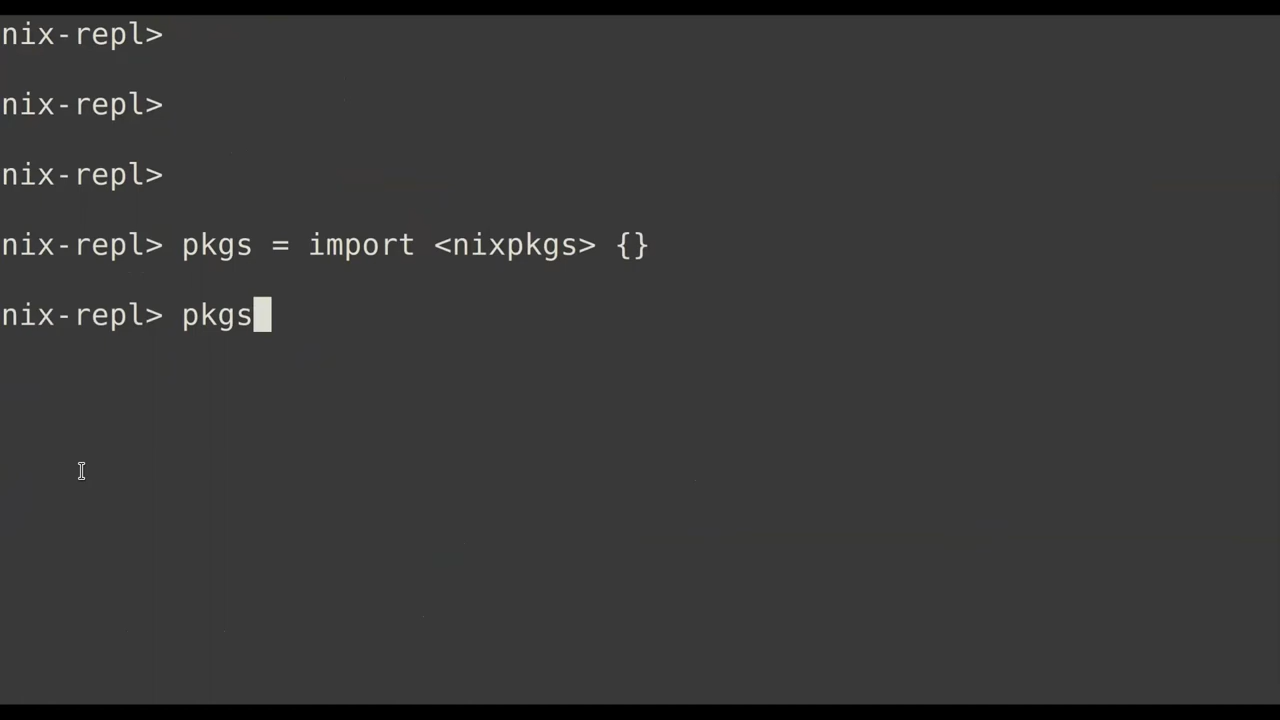 nix-repl>
nix-repl>
nix-repl>
nix-repl> pkgs = import <nixpkgs> {}
nix-repl> pkgs